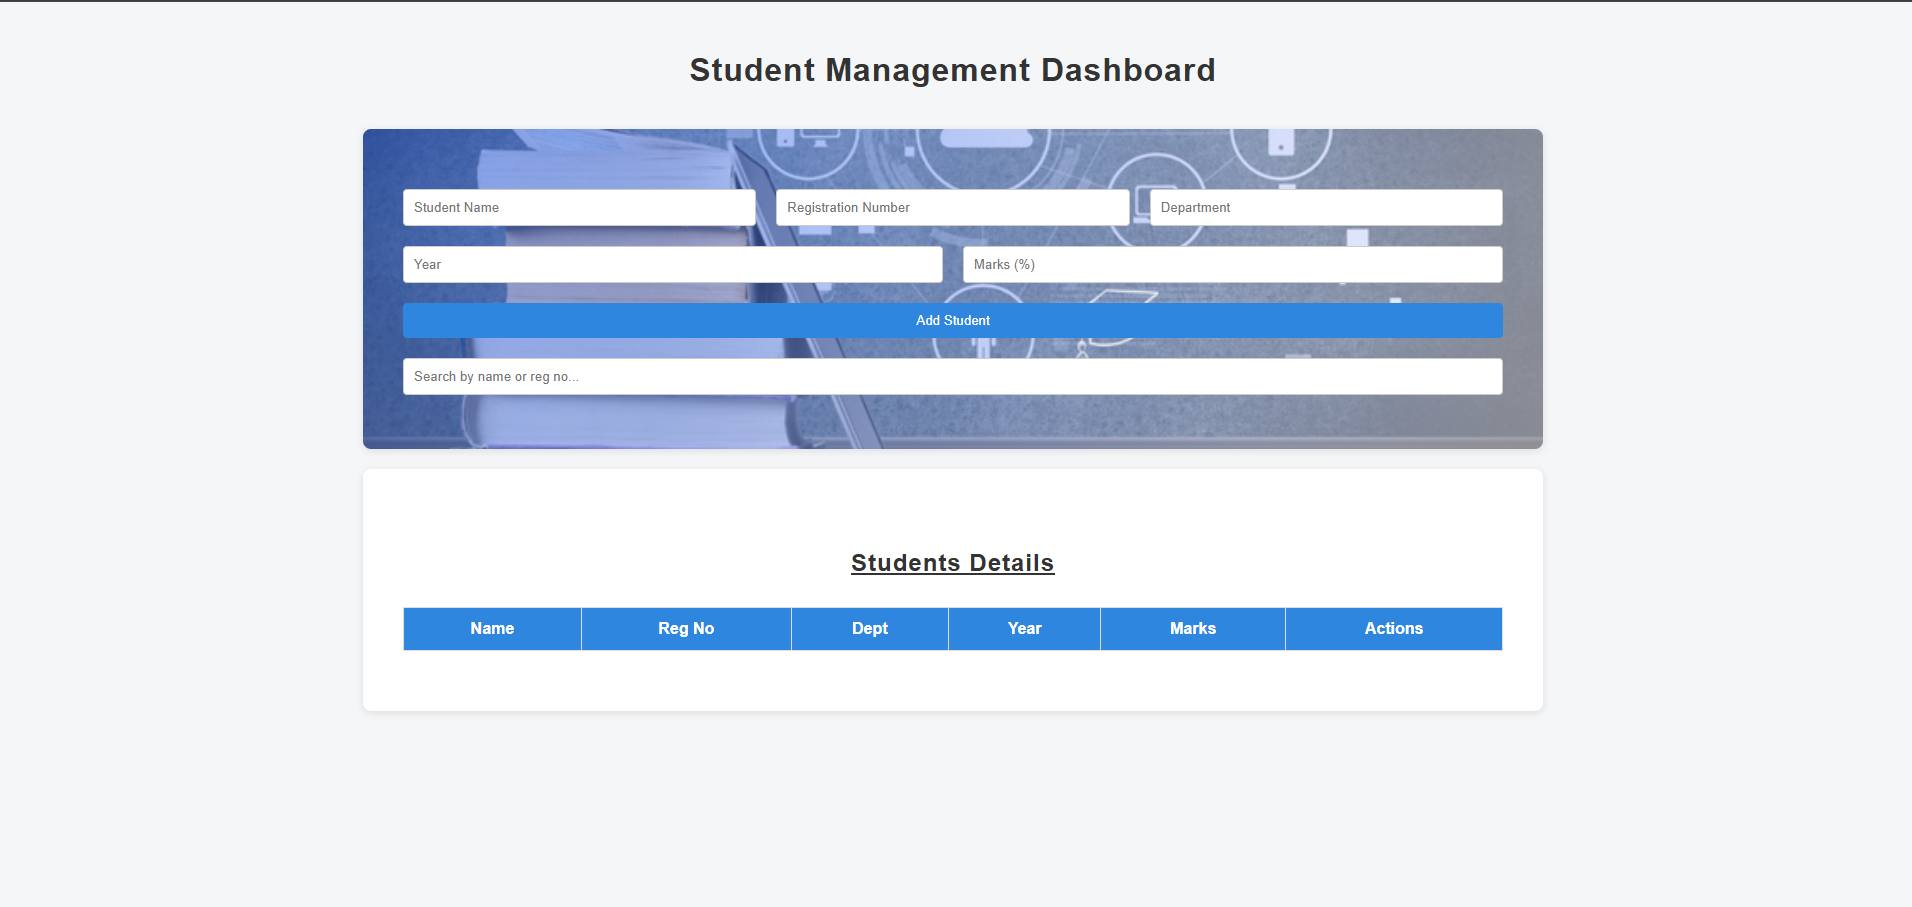 Student Management Dashboard
Student Name Registration Number Department
Year Marks (%)
Add Student
Search by name or reg no...
Students Details
Name Reg No Dept Year Marks Actions